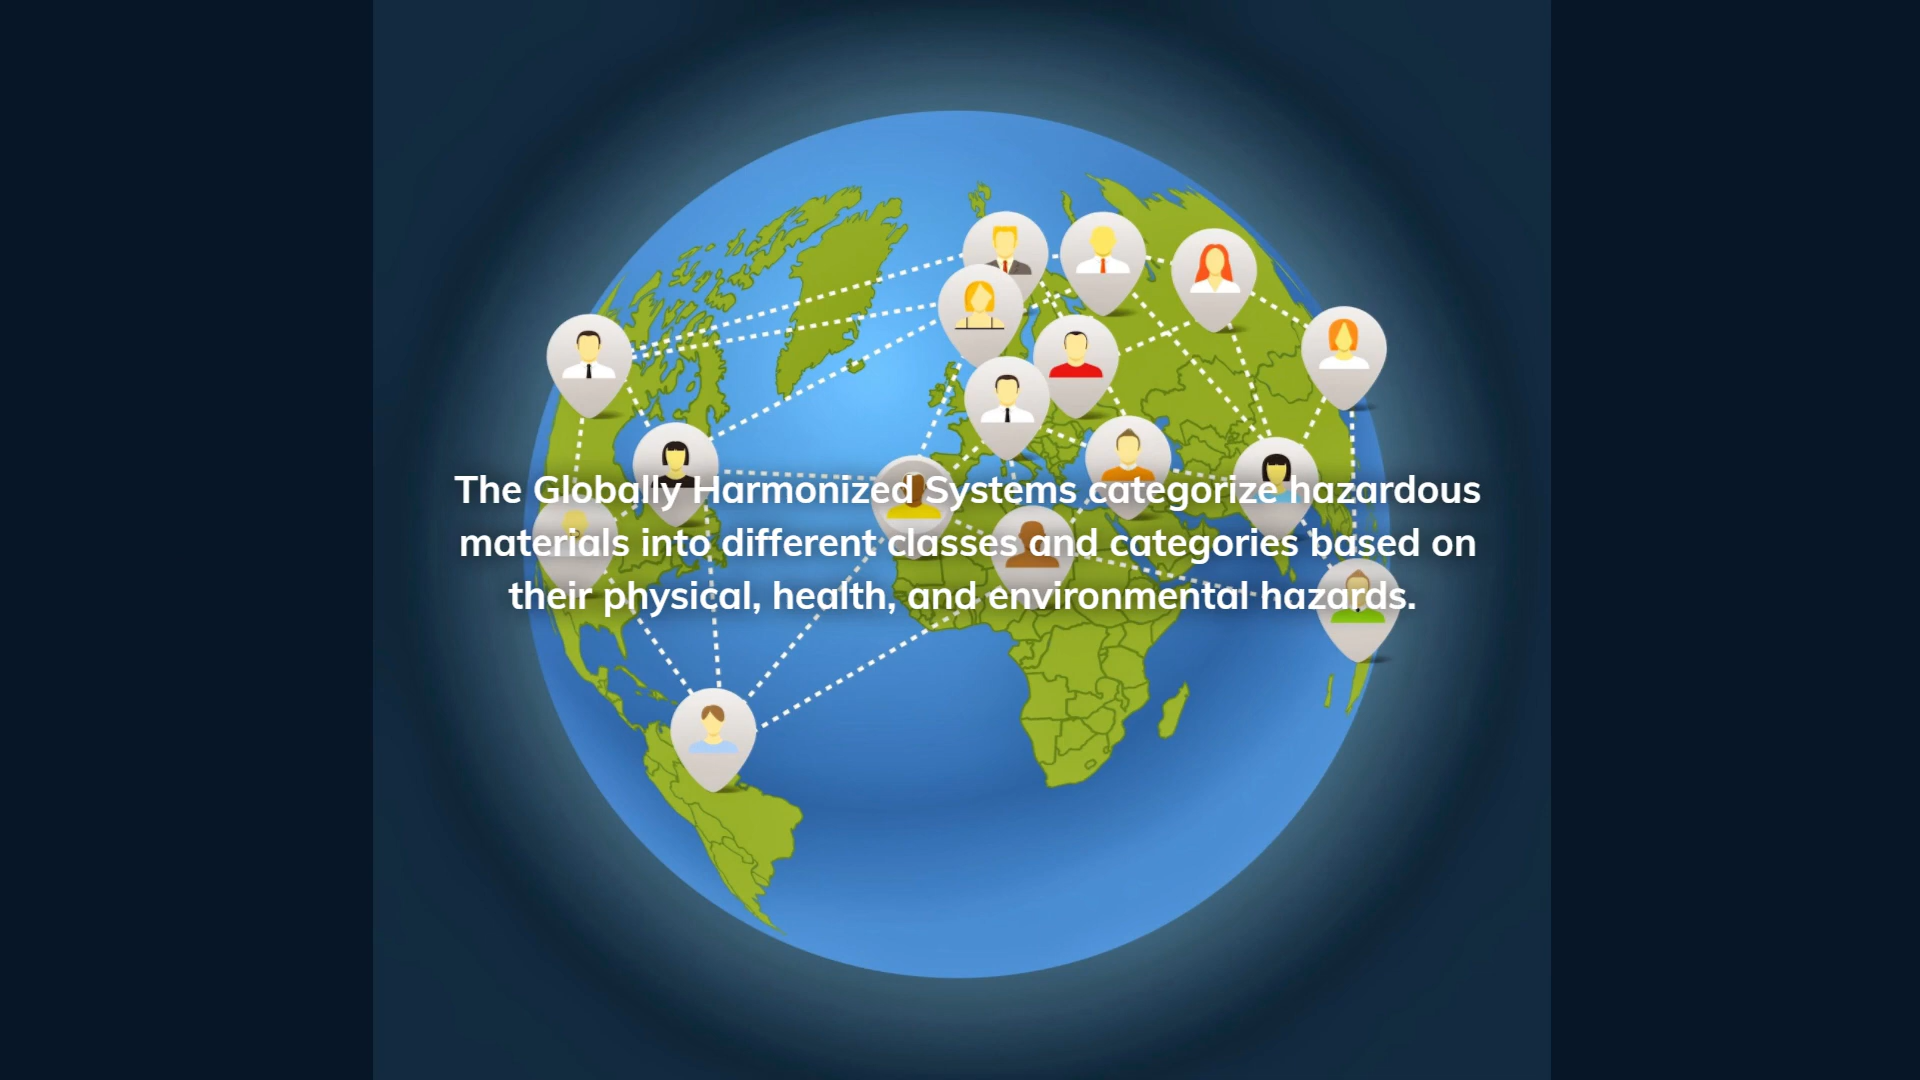 The Globally Harmonized Systems categorize hazardous
materials into different classes and categories based on
their physical, health, and environmental hazards.